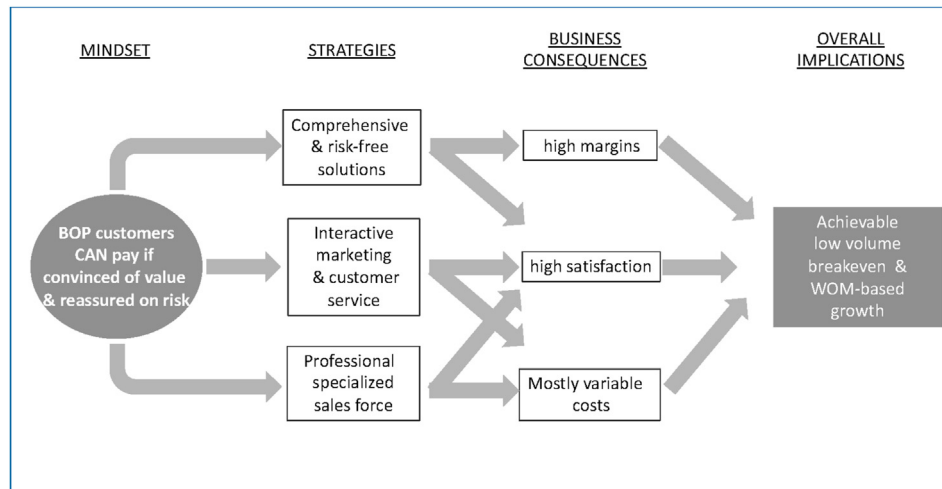 MINDSET
STRATEGIES
BUSINESS
CONSEQUENCES
OVERALL
IMPLICATIONS
BOP customers
CAN pay if
convinced of value
& reassured on risk
Comprehensive
& risk-free
solutions
Interactive
marketing
& customer
service
Professional
specialized
sales force
high margins
high satisfaction
Mostly variable
costs
Achievable
low volume
breakeven &
WOM-based
growth